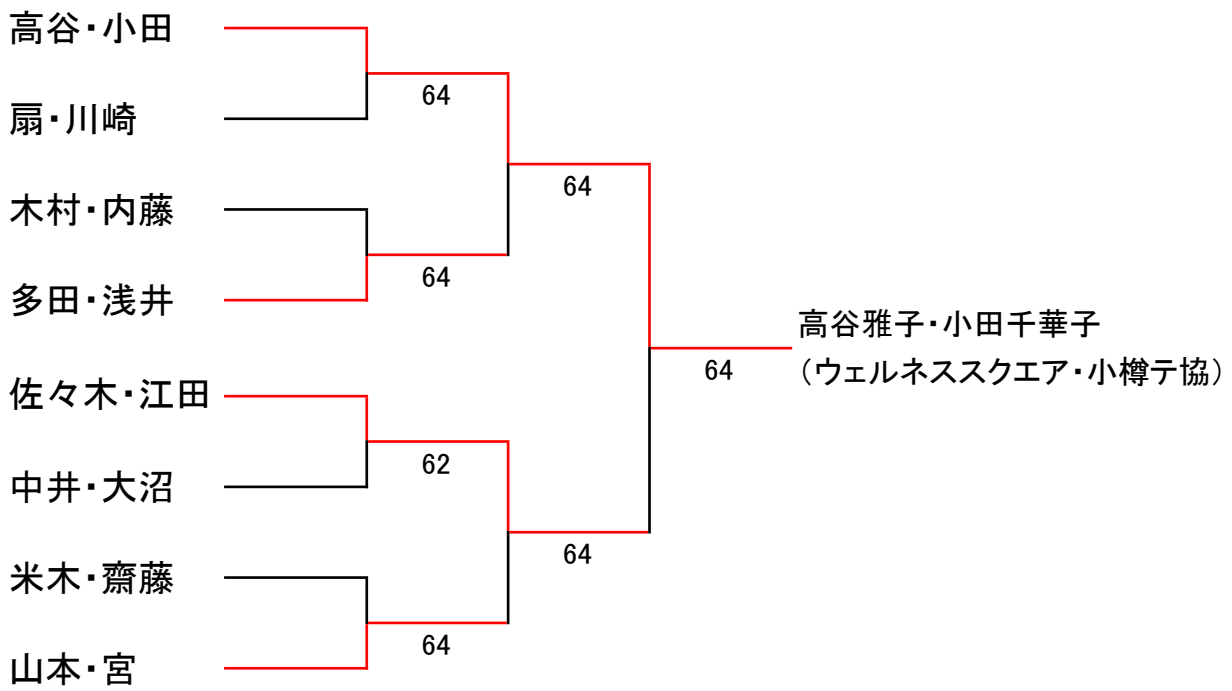 高谷・小田
64
扇・川崎
64
木村・内藤
64
多田・浅井
高谷雅子・小田千華子
64
（ウェルネススクエア・小樽テ協）
佐々木・江田
62
中井・大沼
64
米木・齋藤
64
山本・宮